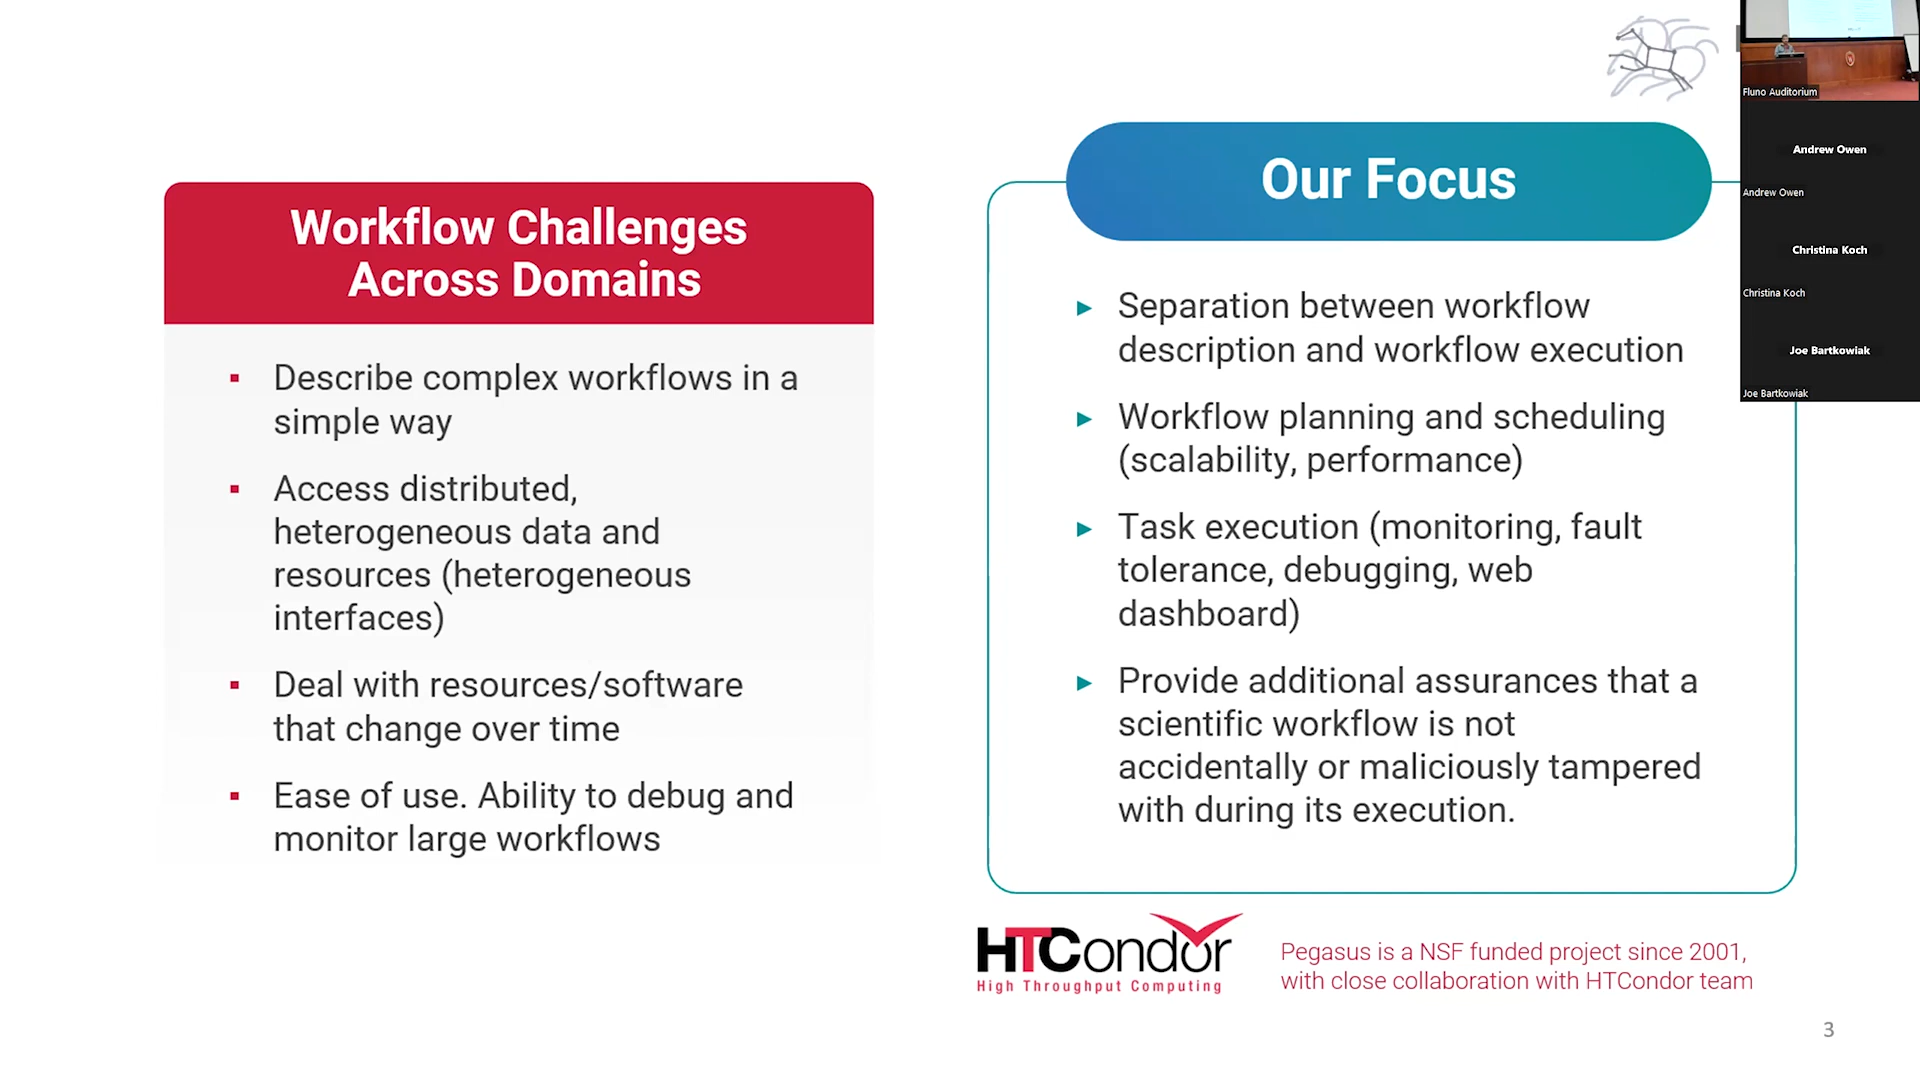 Workflow Challenges
Across Domains
▪ Describe complex workflows in a
simple way
▪ Access distributed,
heterogeneous data and
resources (heterogeneous
interfaces)
▪ Deal with resources/software
that change over time
▪ Ease of use. Ability to debug and
monitor large workflows
Our Focus
► Separation between workflow
description and workflow execution
► Workflow planning and scheduling
(scalability, performance)
► Task execution (monitoring, fault
tolerance, debugging, web
dashboard)
► Provide additional assurances that a
scientific workflow is not
accidentally or maliciously tampered
with during its execution.
HTCondor
High Throughput Computing
Pegasus is a NSF funded project since 2001,
with close collaboration with HTCondor team
3
Fluno Auditorium
Andrew Owen
Andrew Owen
Christina Koch
Christina Koch
Joe Bartkowiak
Joe Bartkowiak